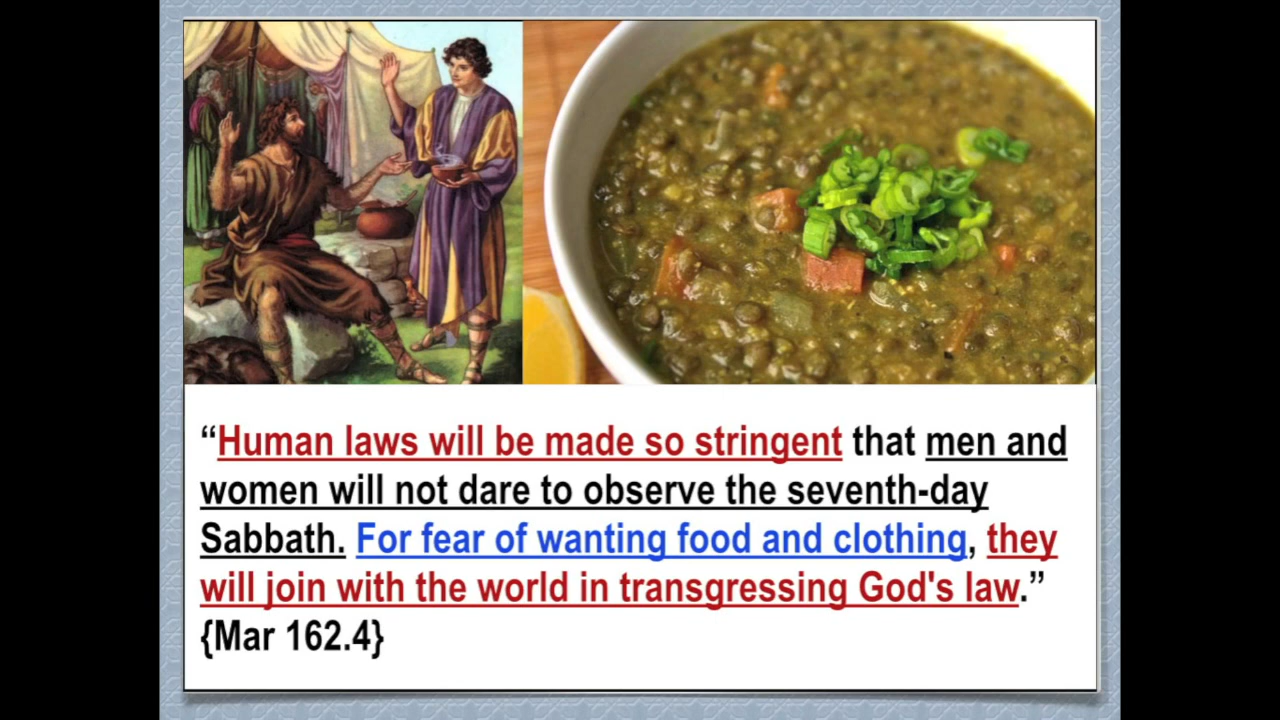 “Human laws will be made so stringent that men and
women will not dare to observe the seventh-day
Sabbath. For fear of wanting food and clothing, they
will join with the world in transgressing God's law.”
{Mar 162.4}